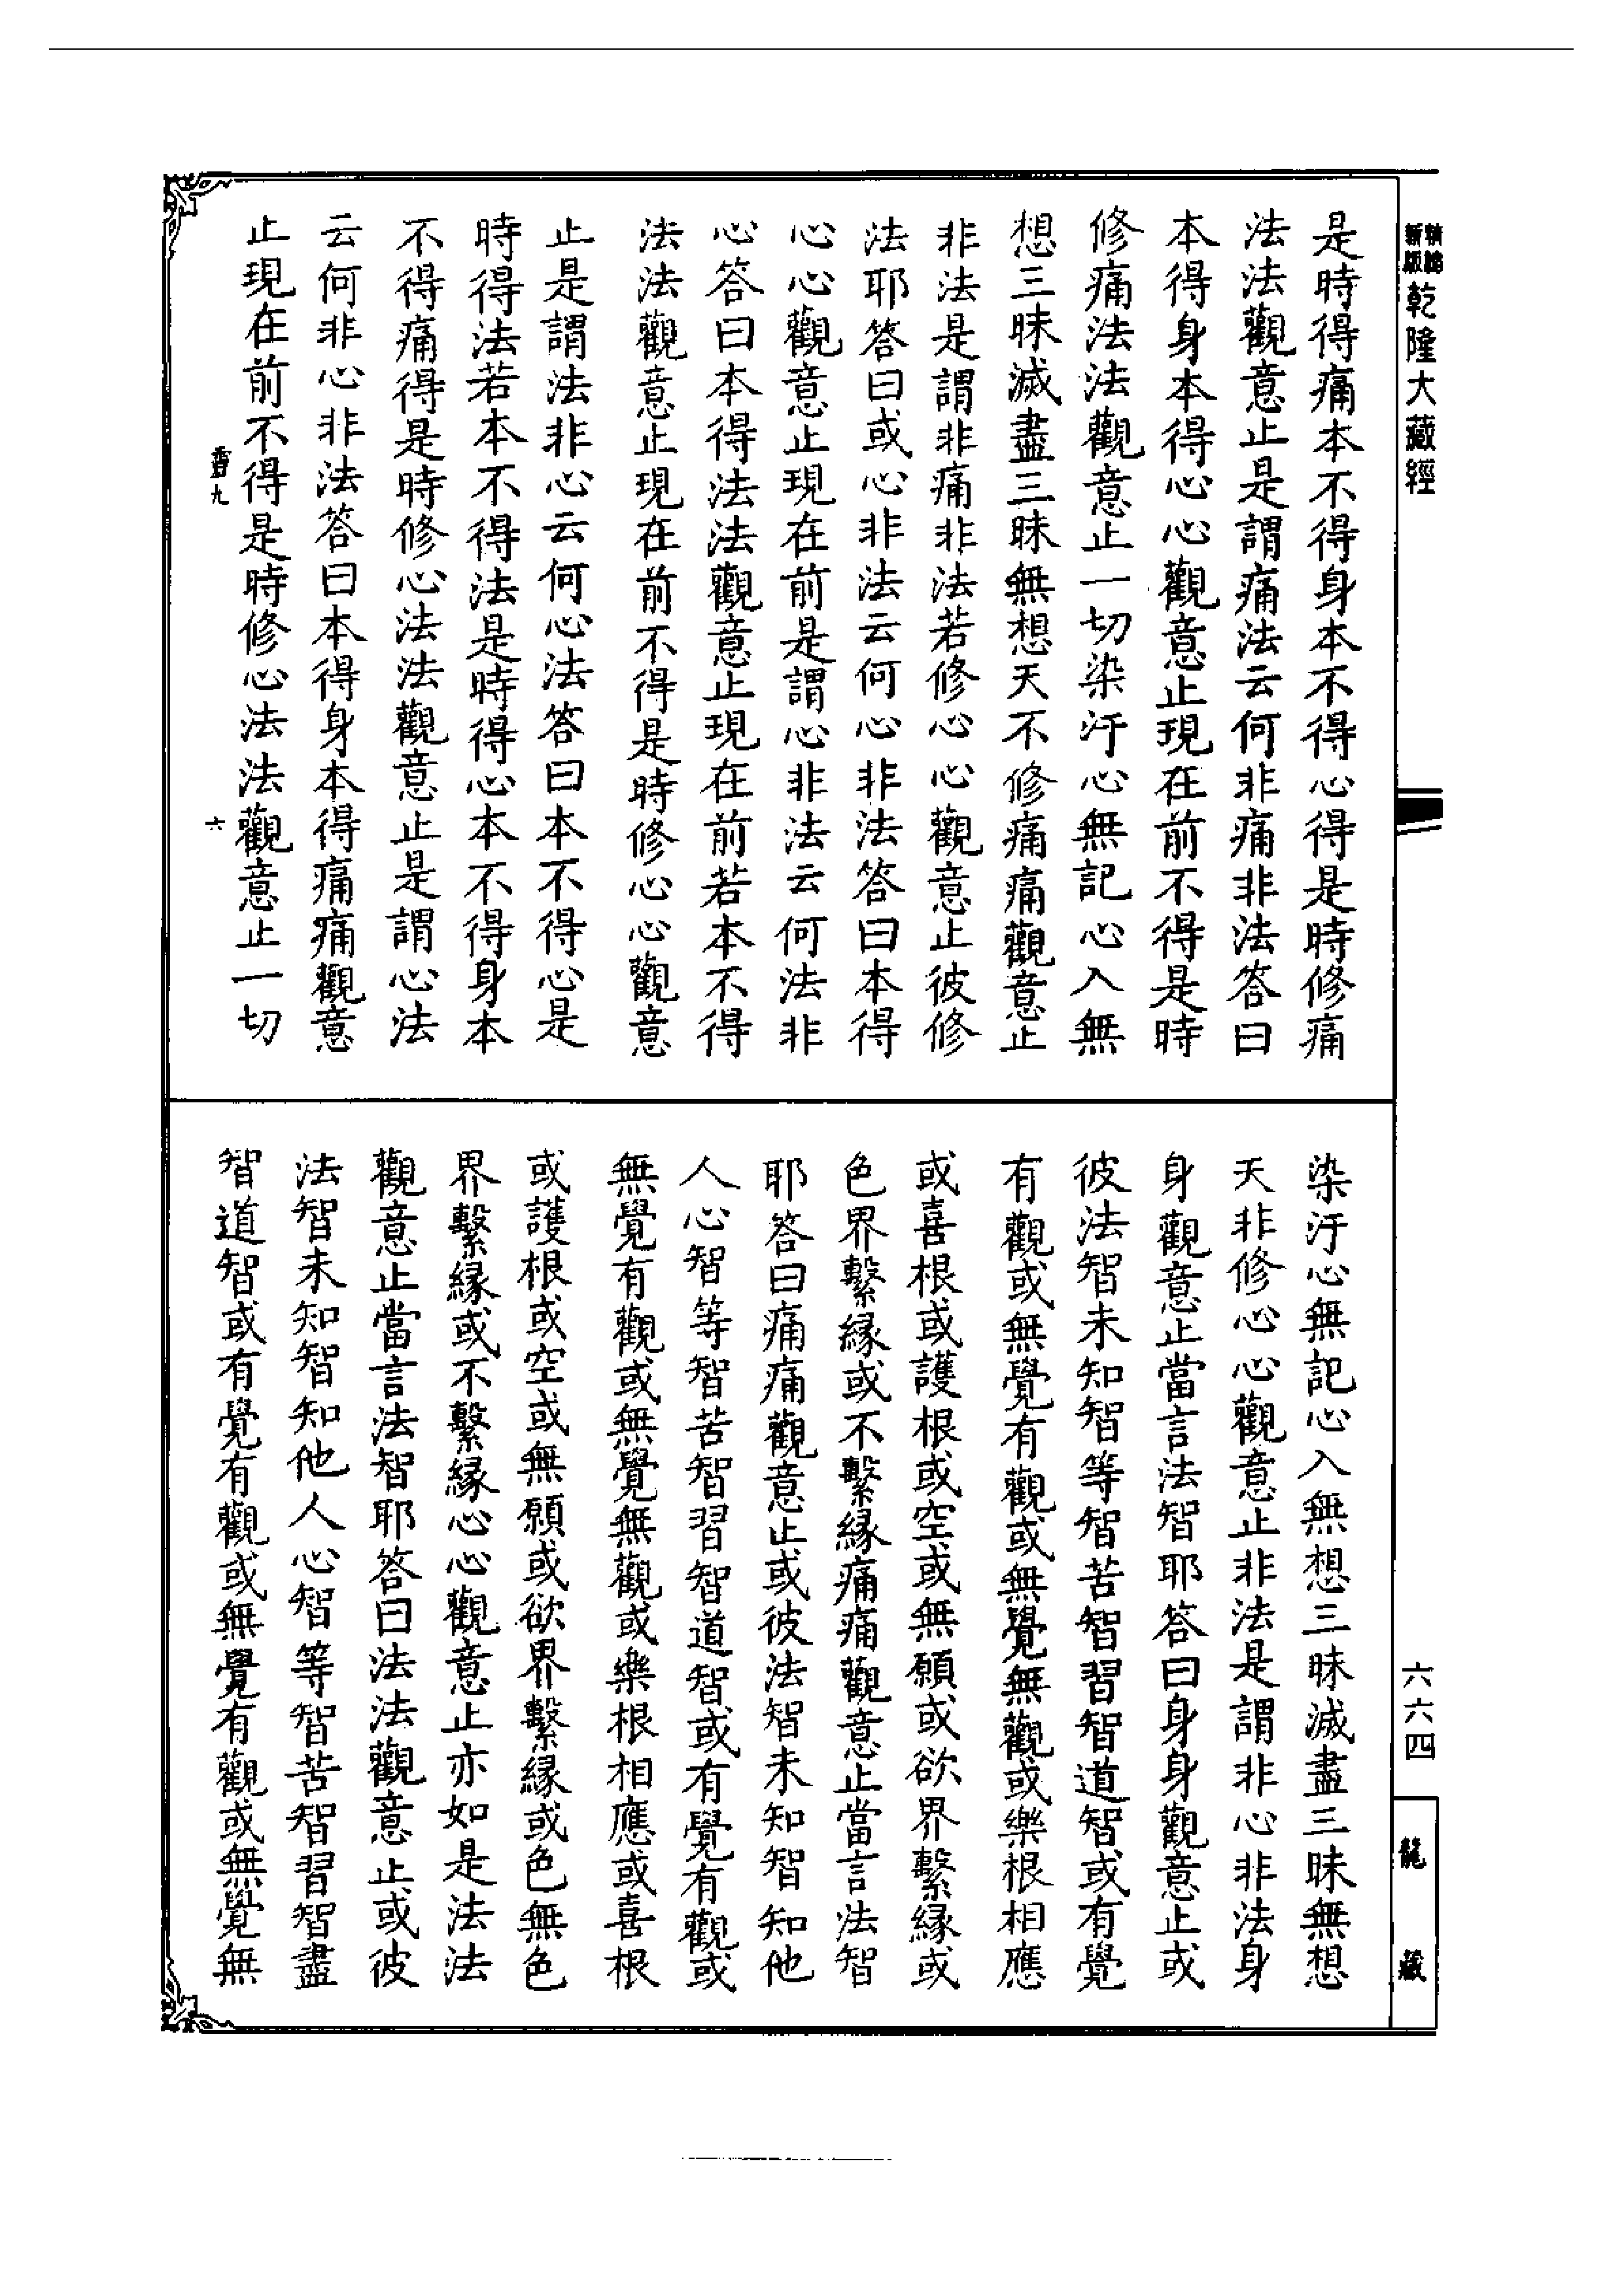 新編
新版
乾隆大藏經
是時得痛本不得身本不得心得是時修痛
法法觀意止是謂痛法云何非痛非法答曰
本得身本得心心觀意止現在前不得是時
修痛法法觀意止一切染汙心無記心入無
想三昧滅盡三昧無想天不修痛痛觀意止
非法是謂非痛非法若修心心觀意止彼修
法耶答曰或心非法云何心非法答曰本得
心心觀意止現在前是謂心非法云何法非
心答曰本得法法觀意止現在前若本不得
法法觀意止現在前不得是時修心心觀意
止是謂法非心云何心法答曰本不得心是
時得法若本不得法是時得心本不得身本
不得痛得是時修心法法觀意止是謂心法
云何非心非法答曰本得身本得痛痛觀意
止現在前不得是時修心法法觀意止一切
六
染汙心無記心入無想三昧滅盡三昧無想
天非修心心觀意止非法是謂非心非法身
身觀意止當言法智耶答曰身身觀意止或
彼法智未知智等智苦智習智道智或有覺
有觀或無覺有觀或無覺無觀或樂根相應
或喜根或護根或空或無願或欲界繫緣或
色界繫緣或不繫緣痛痛觀意止當言法智
耶答曰痛痛觀意止或彼法智未知智知他
人心智等智苦智習智道智或有覺有觀或
無覺有觀或無覺無觀或樂根相應或喜根
或護根或空或無願或欲界繫緣或色無色
界繫緣或不繫緣心心觀意止亦如是法法
觀意止當言法智耶答曰法法觀意止或彼
法智未知智知他人心智等智苦智習智盡
智道智或有覺有觀或無覺有觀或無覺無
六六四
龍藏